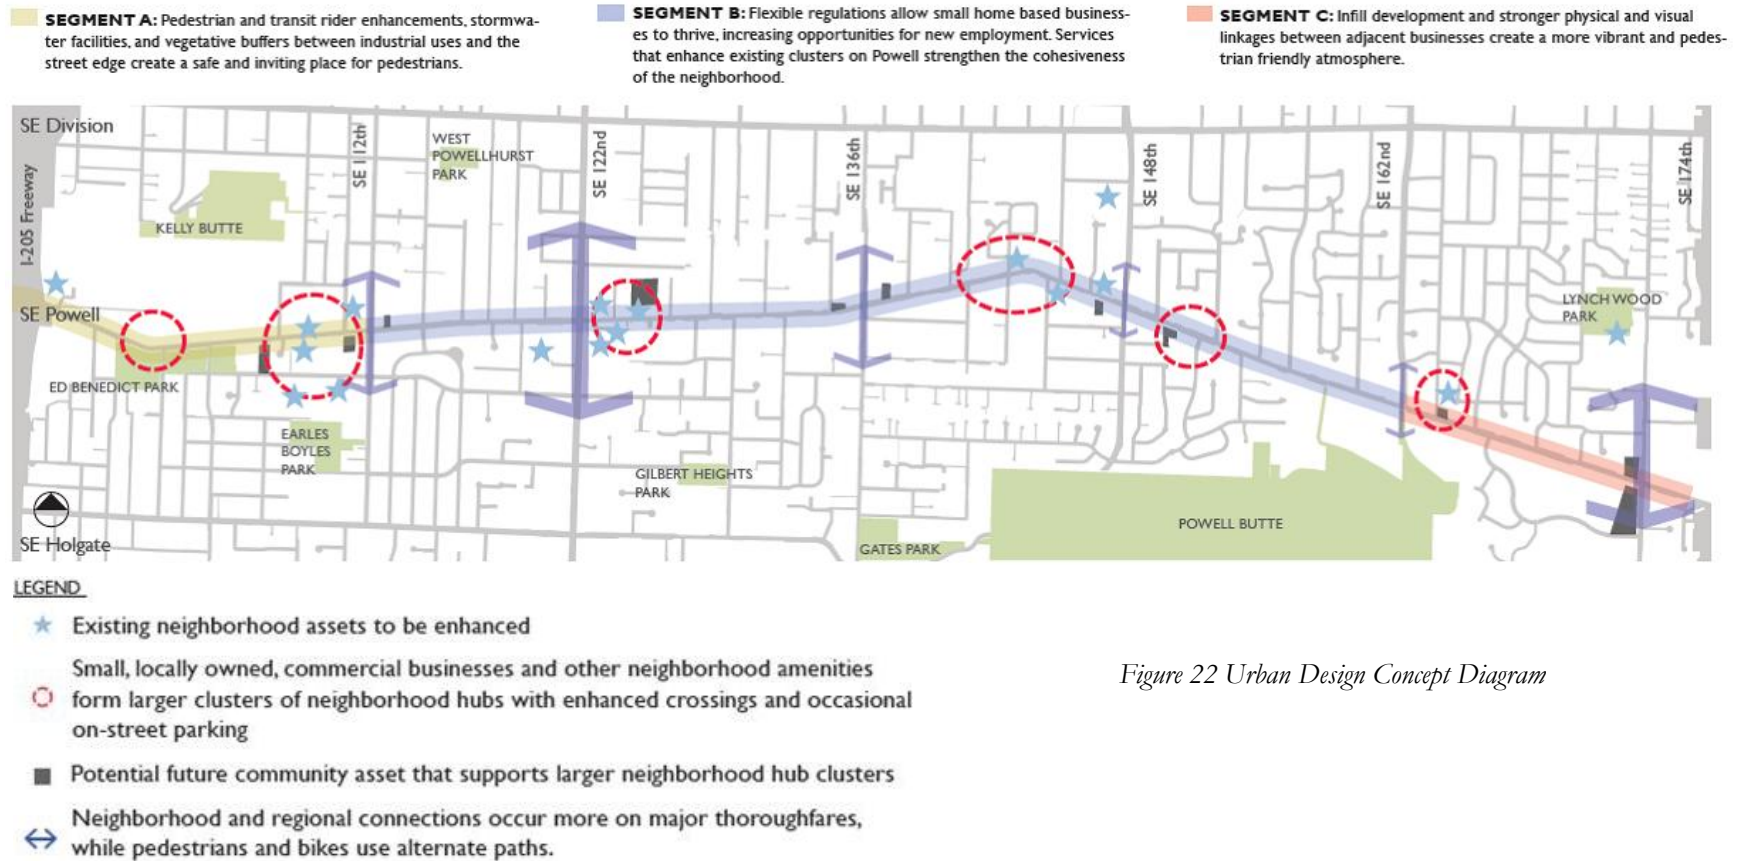 SEGMENT A: Pedestrian and transit rider enhancements, stormwa-
ter facilities, and vegetative buffers between industrial uses and the
street edge create a safe and inviting place for pedestrians.
SEGMENT B: Flexible regulations allow small home based business-
es to thrive, increasing opportunities for new employment. Services
that enhance existing clusters on Powell strengthen the cohesiveness
of the neighborhood.
SEGMENT C: Infill development and stronger physical and visual
linkages between adjacent businesses create a more vibrant and pedes-
trian friendly atmosphere.
SE Division
I-205 Freeway
SE 112th
WEST
POWELLHURST
PARK
SE 122nd
SE 136th
SE 148th
SE 162nd
SE 174th
KELLY BUTTE
SE Powell
LYNCH WOOD
PARK
ED BENEDICT PARK
EARLES
BOYLES
PARK
GILBERT HEIGHTS
PARK
POWELL BUTTE
SE Holgate
GATES PARK
LEGEND
Existing neighborhood assets to be enhanced
Small, locally owned, commercial businesses and other neighborhood amenities
form larger clusters of neighborhood hubs with enhanced crossings and occasional
on-street parking
Potential future community asset that supports larger neighborhood hub clusters
Neighborhood and regional connections occur more on major thoroughfares,
while pedestrians and bikes use alternate paths.
Figure 22 Urban Design Concept Diagram